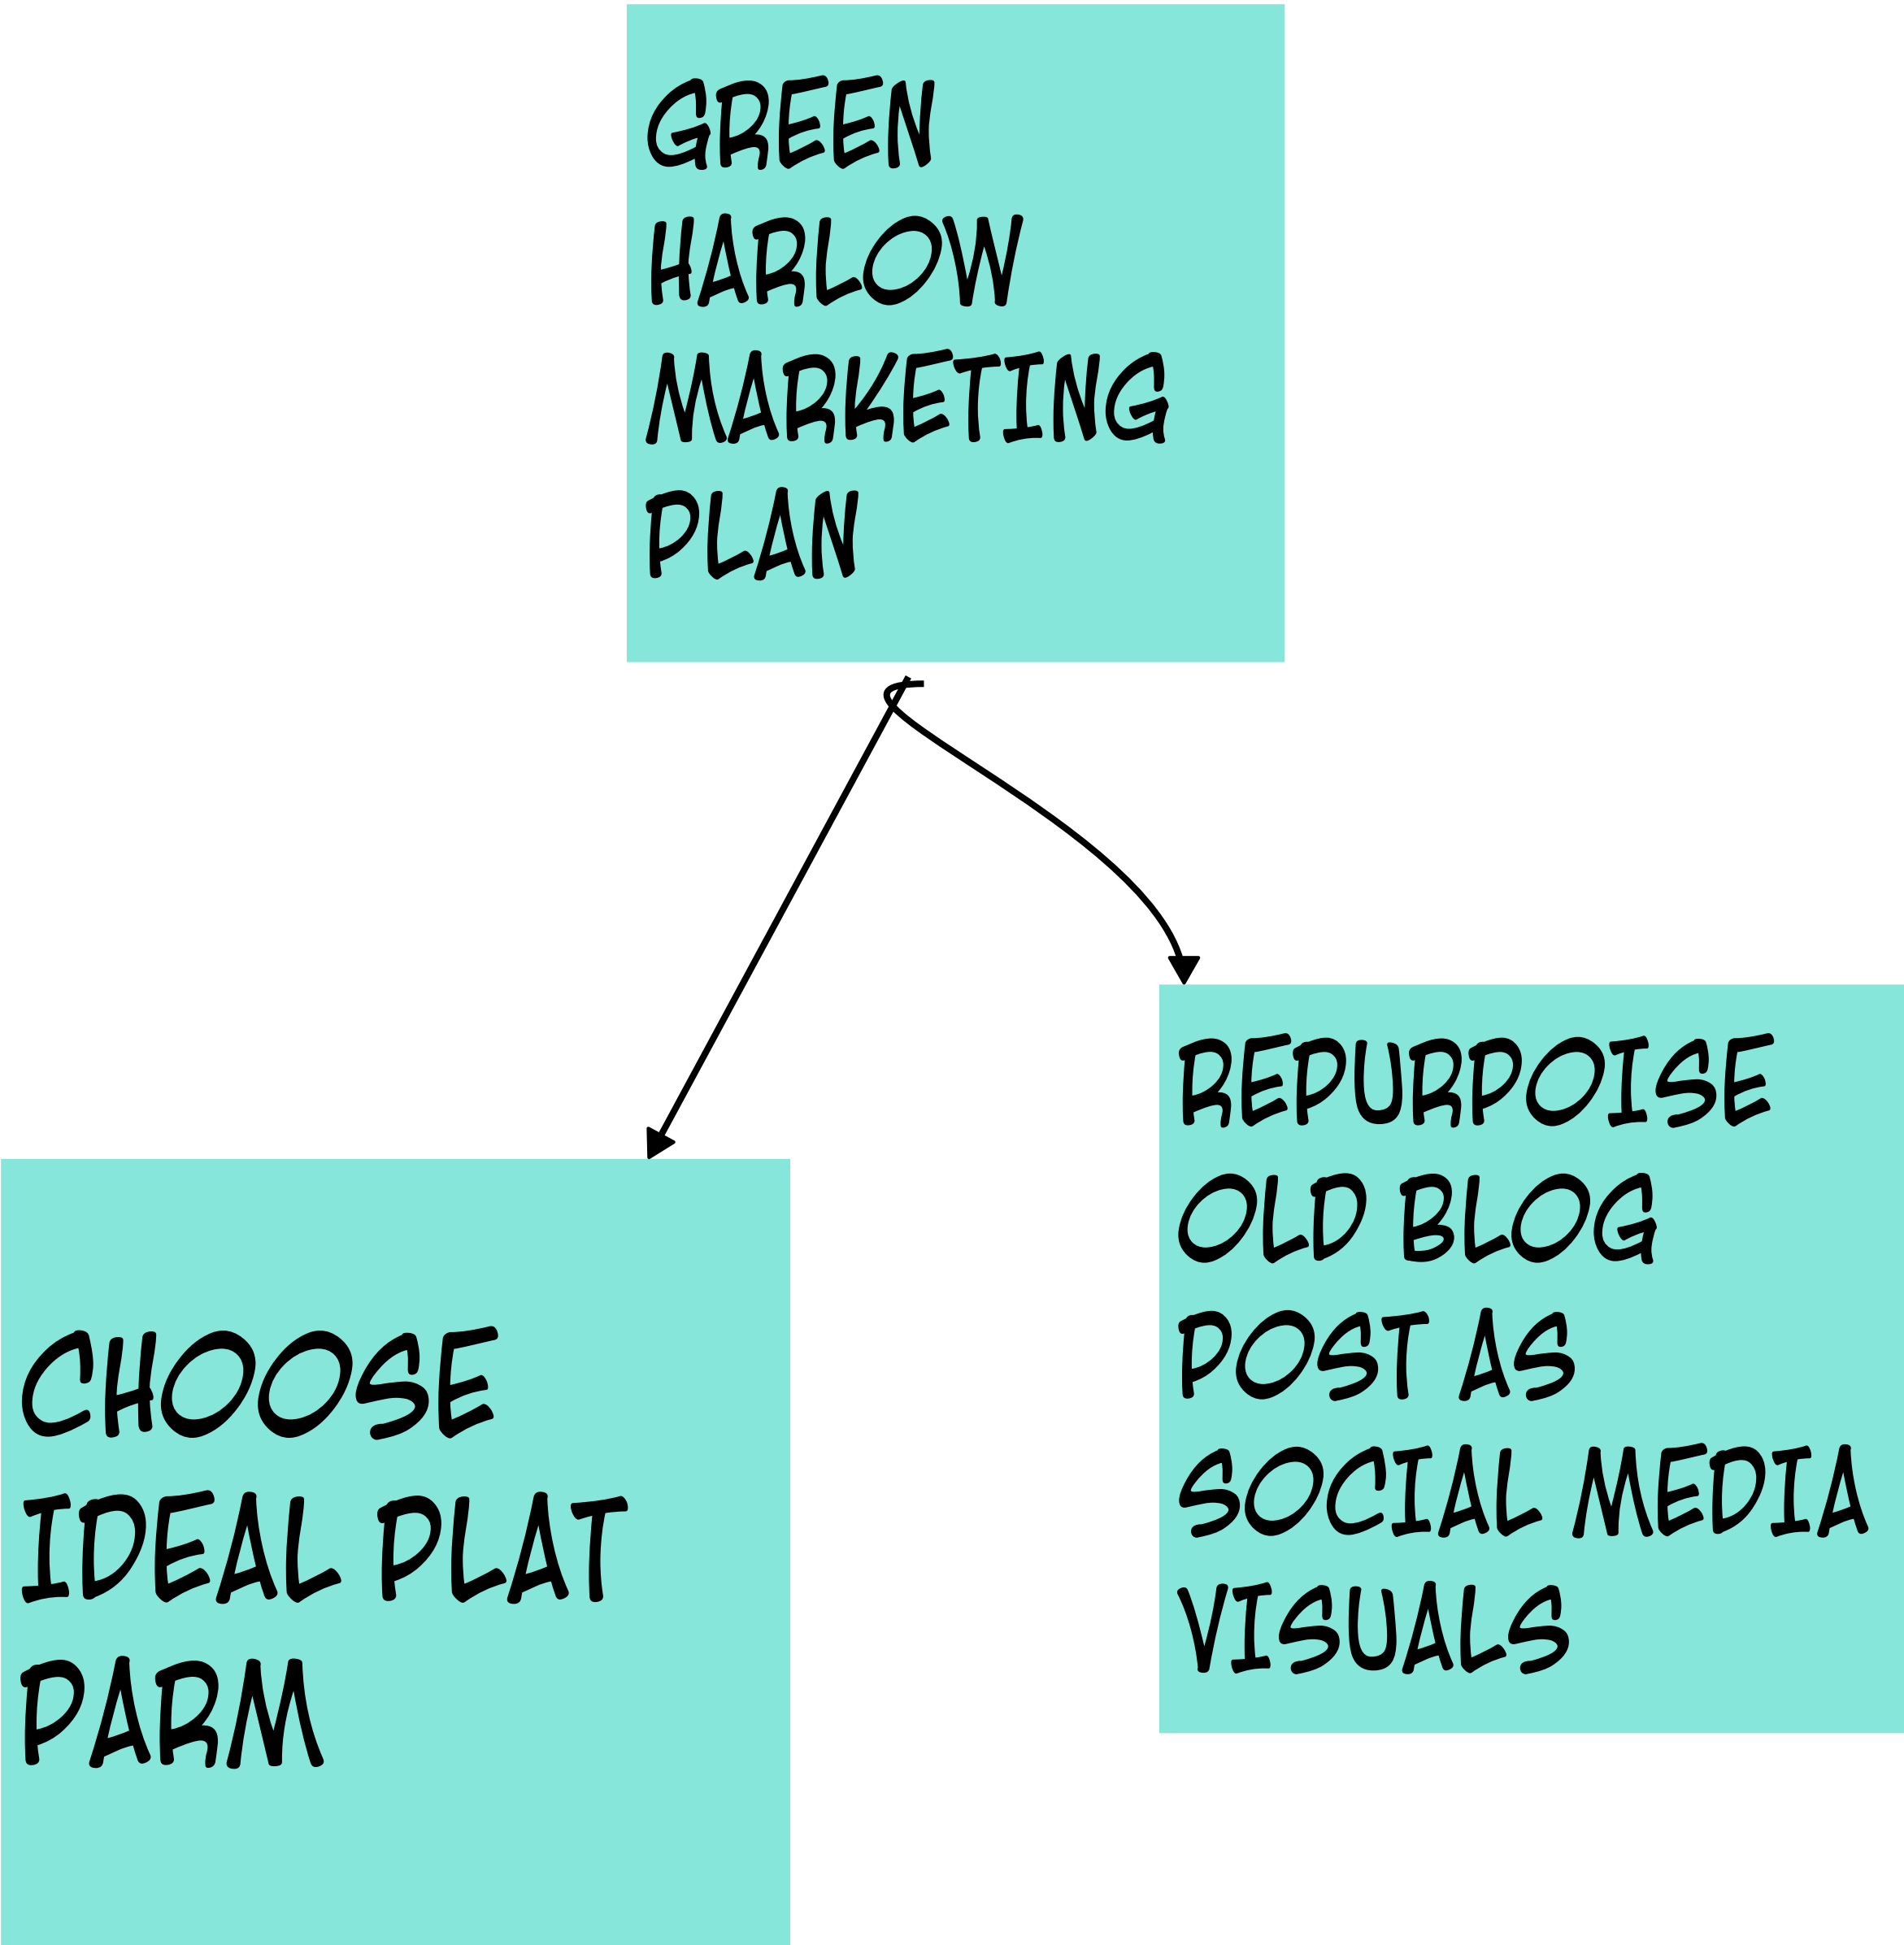 GREEN
HARLOW
MARKETING
PLAN
CHOOSE
IDEAL PLAT
PARM
REPURPOISE
OLD BLOG
POST AS
SOCIAL MEDIA
VISUALS